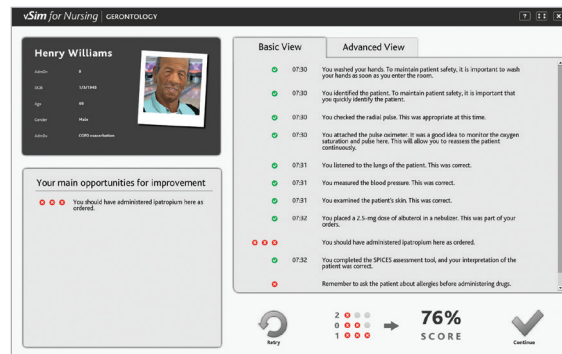 vSim for Nursing | GERONTOLOGY
?
X
Henry Williams
Age
Gender
Male
COPD exacerbation
Basic View
Advanced View
07:30 You washed your hands. To maintain patient safety, it is important to wash
your hands as soon as you enter the room.
07:30 You identified the patient. To maintain patient safety, it is important that
you quickly identify the patient.
07:30 You checked the radial pulse. This was appropriate at this time.
07:30 You attached the pulse oximeter. It was a good idea to monitor the oxygen
saturation and pulse here. This will allow you to reassess the patient
continuously.
07:31 You listened to the lungs of the patient. This was correct.
07:31 You measured the blood pressure. This was correct.
07:31 You examined the patient's skin. This was correct.
07:32 You placed a 2.5-mg dose of albuterol in a nebulizer. This was part of your
orders.
You should have administered ipatropium here as ordered.
07:32 You completed the SPICES assessment tool, and your interpretation of the
patient was correct.
Remember to ask the patient about allergies before administering drugs.
Your main opportunities for improvement
You should have administered ipatropium here as
ordered.
Retry
2
0
1
76%
SCORE
Continue